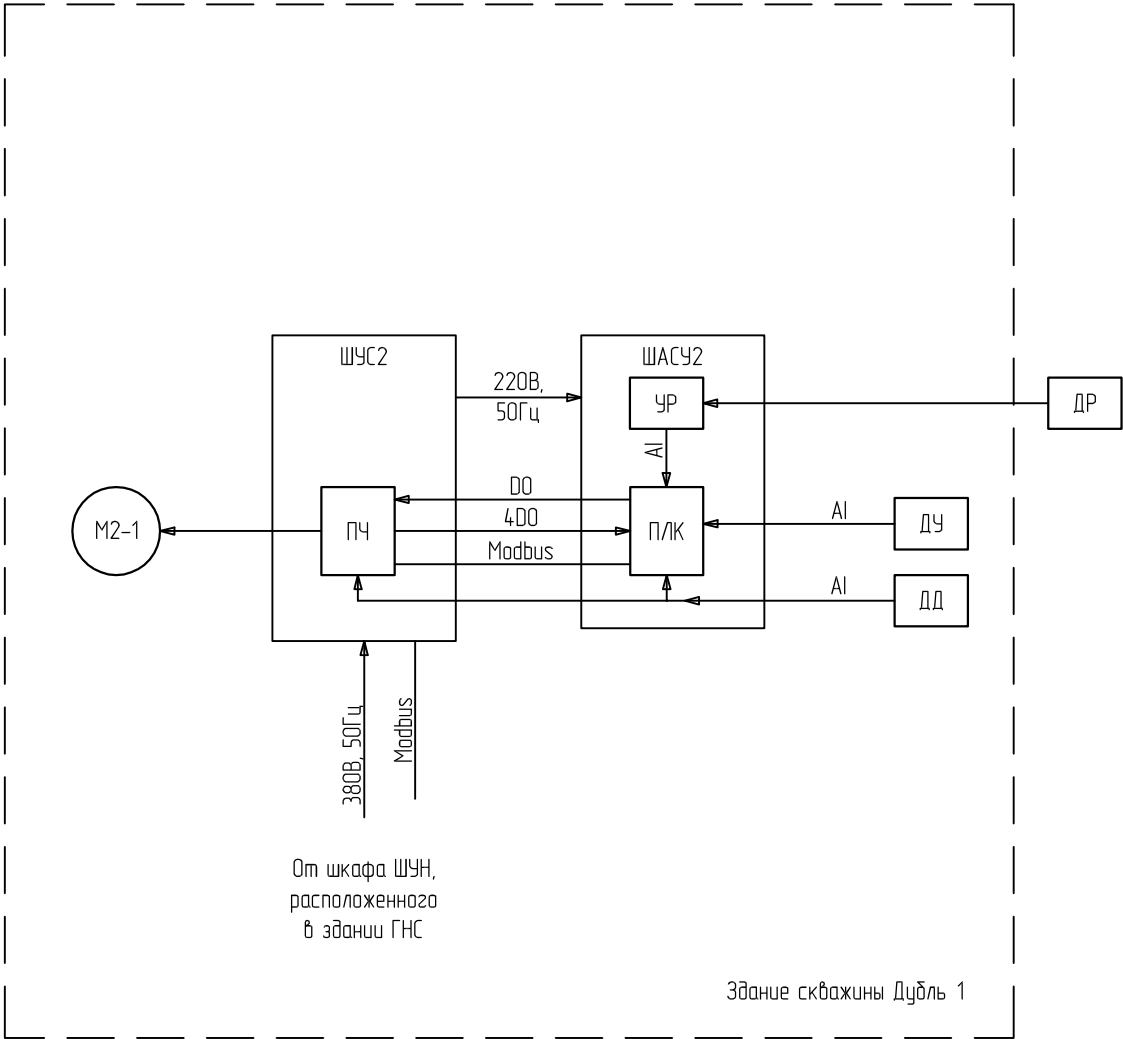 ШУС2
ШАСУ2
220В,
50Гц
УР
ДР
AI
DO
4DO
Modbus
М2-1
ПЧ
ПЛК
AI
ДУ
AI
ДД
380В, 50Гц
Modbus
От шкафа ШУН,
расположенного
в здании ГНС
Здание скважины Дубль 1